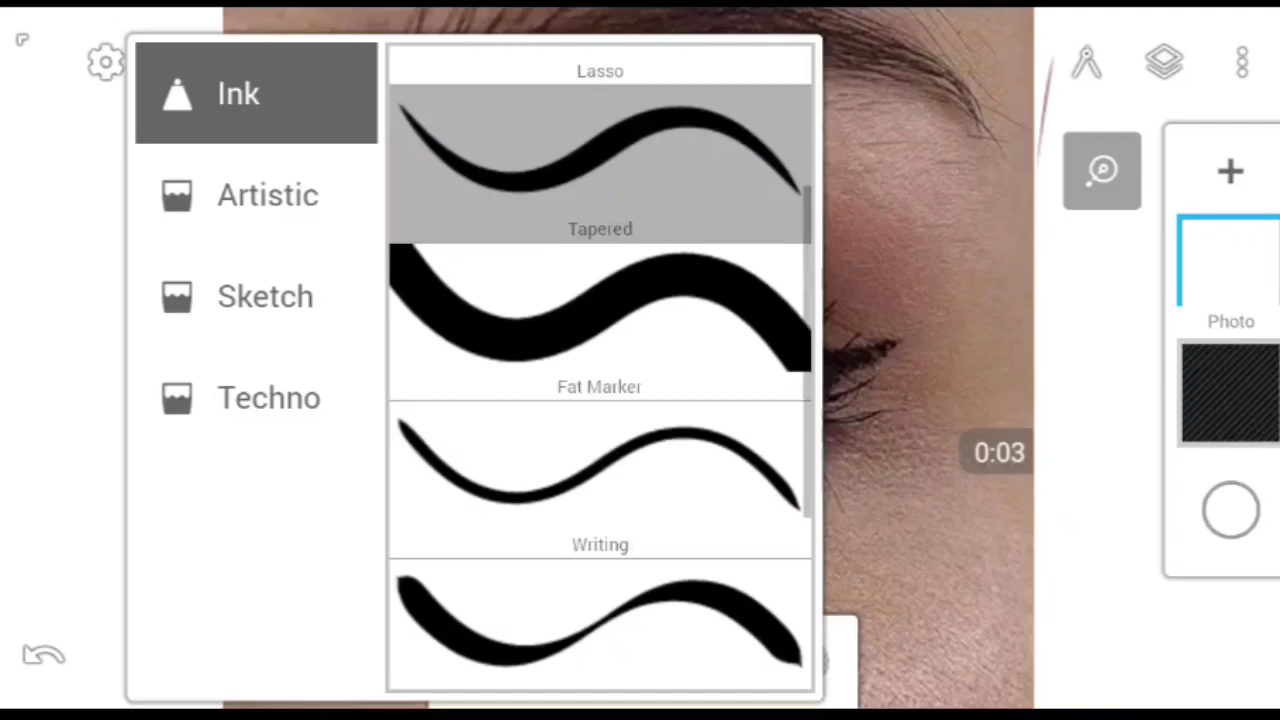 Ink
Artistic
Sketch
Techno
Lasso
Tapered
Fat Marker
Writing
Photo
0:03